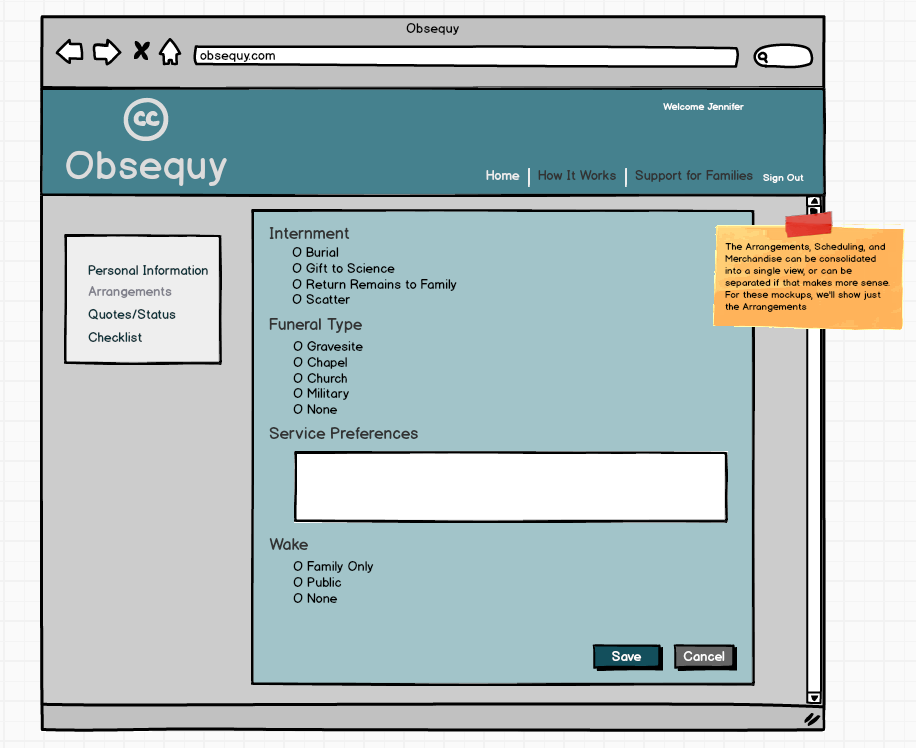 Obsequy
obsequy.com
Welcome Jennifer
cc
Obsequy
Home How It Works Support for Families Sign Out
Personal Information
Arrangements
Quotes/Status
Checklist
Internment
O Burial
O Gift to Science
O Return Remains to Family
O Scatter
Funeral Type
O Gravesite
O Chapel
O Church
O Military
O None
Service Preferences
Wake
O Family Only
O Public
O None
Save Cancel
The Arrangements, Scheduling, and
Merchandise can be consolidated
into a single view, or can be
separated if that makes more sense.
For these mockups, we'll show just
the Arrangements